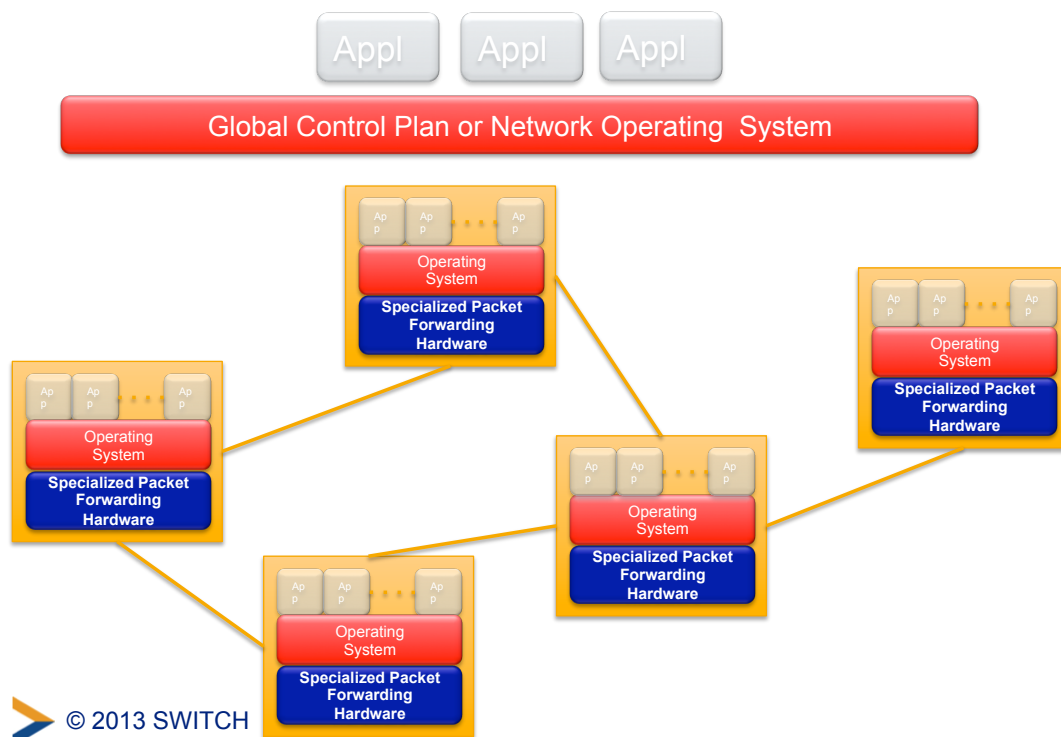 Appl
Appl
Appl
Global Control Plan or Network Operating System
Ap
p
Ap
p
Ap
p
Operating
System
Specialized Packet
Forwarding
Hardware
Ap
p
Ap
p
Ap
p
Operating
System
Specialized Packet
Forwarding
Hardware
Ap
p
Ap
p
Ap
p
Operating
System
Specialized Packet
Forwarding
Hardware
Ap
p
Ap
p
Ap
p
Operating
System
Specialized Packet
Forwarding
Hardware
Ap
p
Ap
p
Ap
p
Operating
System
Specialized Packet
Forwarding
Hardware
© 2013 SWITCH